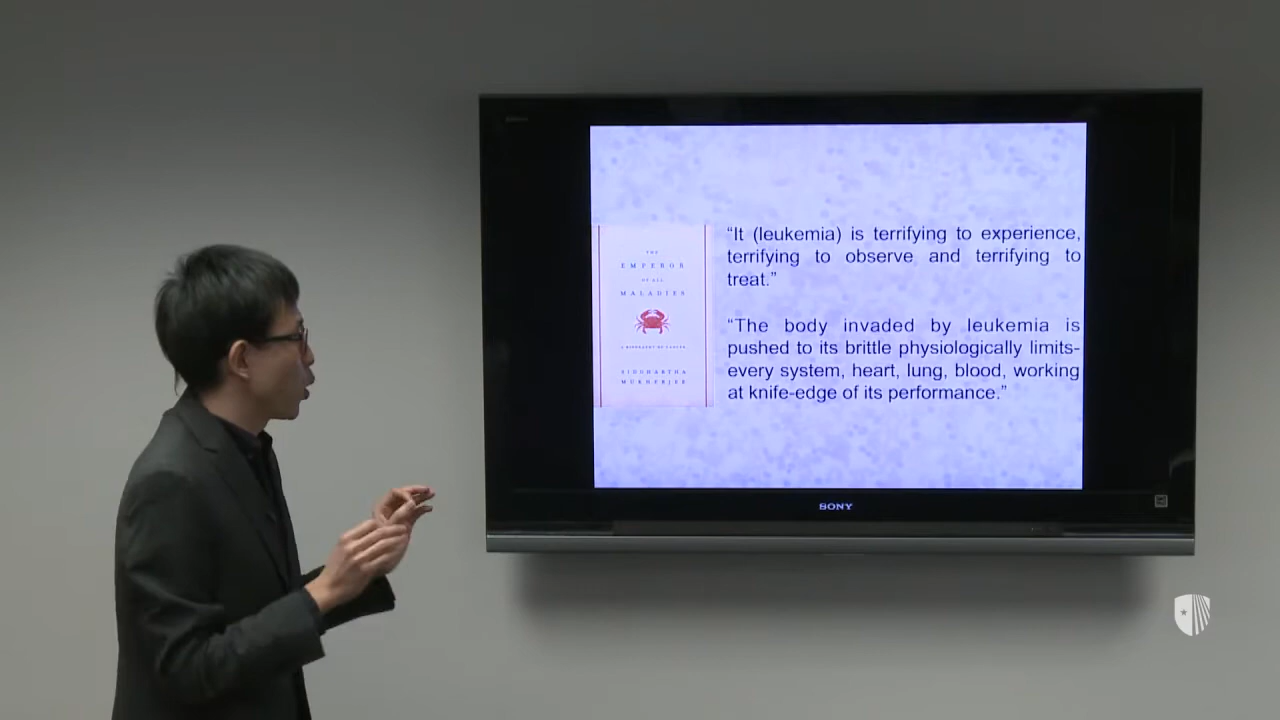 THE
EMPEROR
OF ALL
MALADIES
A BIOGRAPHY OF CANCER
SIDDHARTHA
MUKHERJEE
“It (leukemia) is terrifying to experience,
terrifying to observe and terrifying to
treat.”
“The body invaded by leukemia is
pushed to its brittle physiologically limits-
every system, heart, lung, blood, working
at knife-edge of its performance.”
SONY